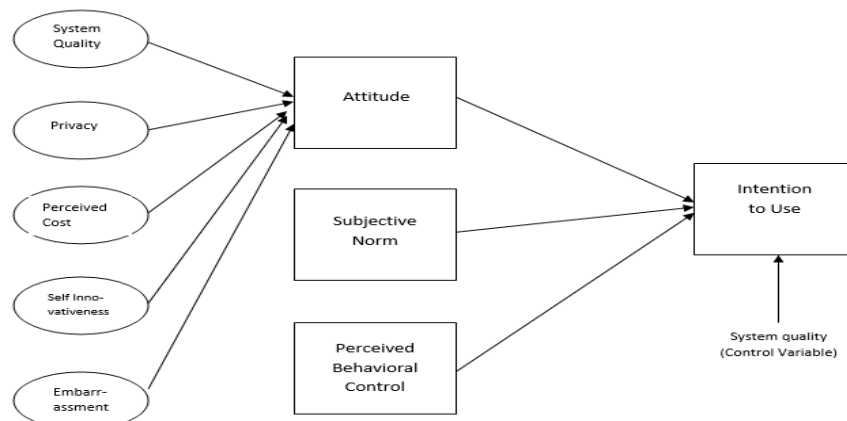 System
Quality
Privacy
Perceived
Cost
Self Inno-
vativeness
Embarr-
assment
Attitude
Subjective
Norm
Perceived
Behavioral
Control
Intention
to Use
System quality
(Control Variable)